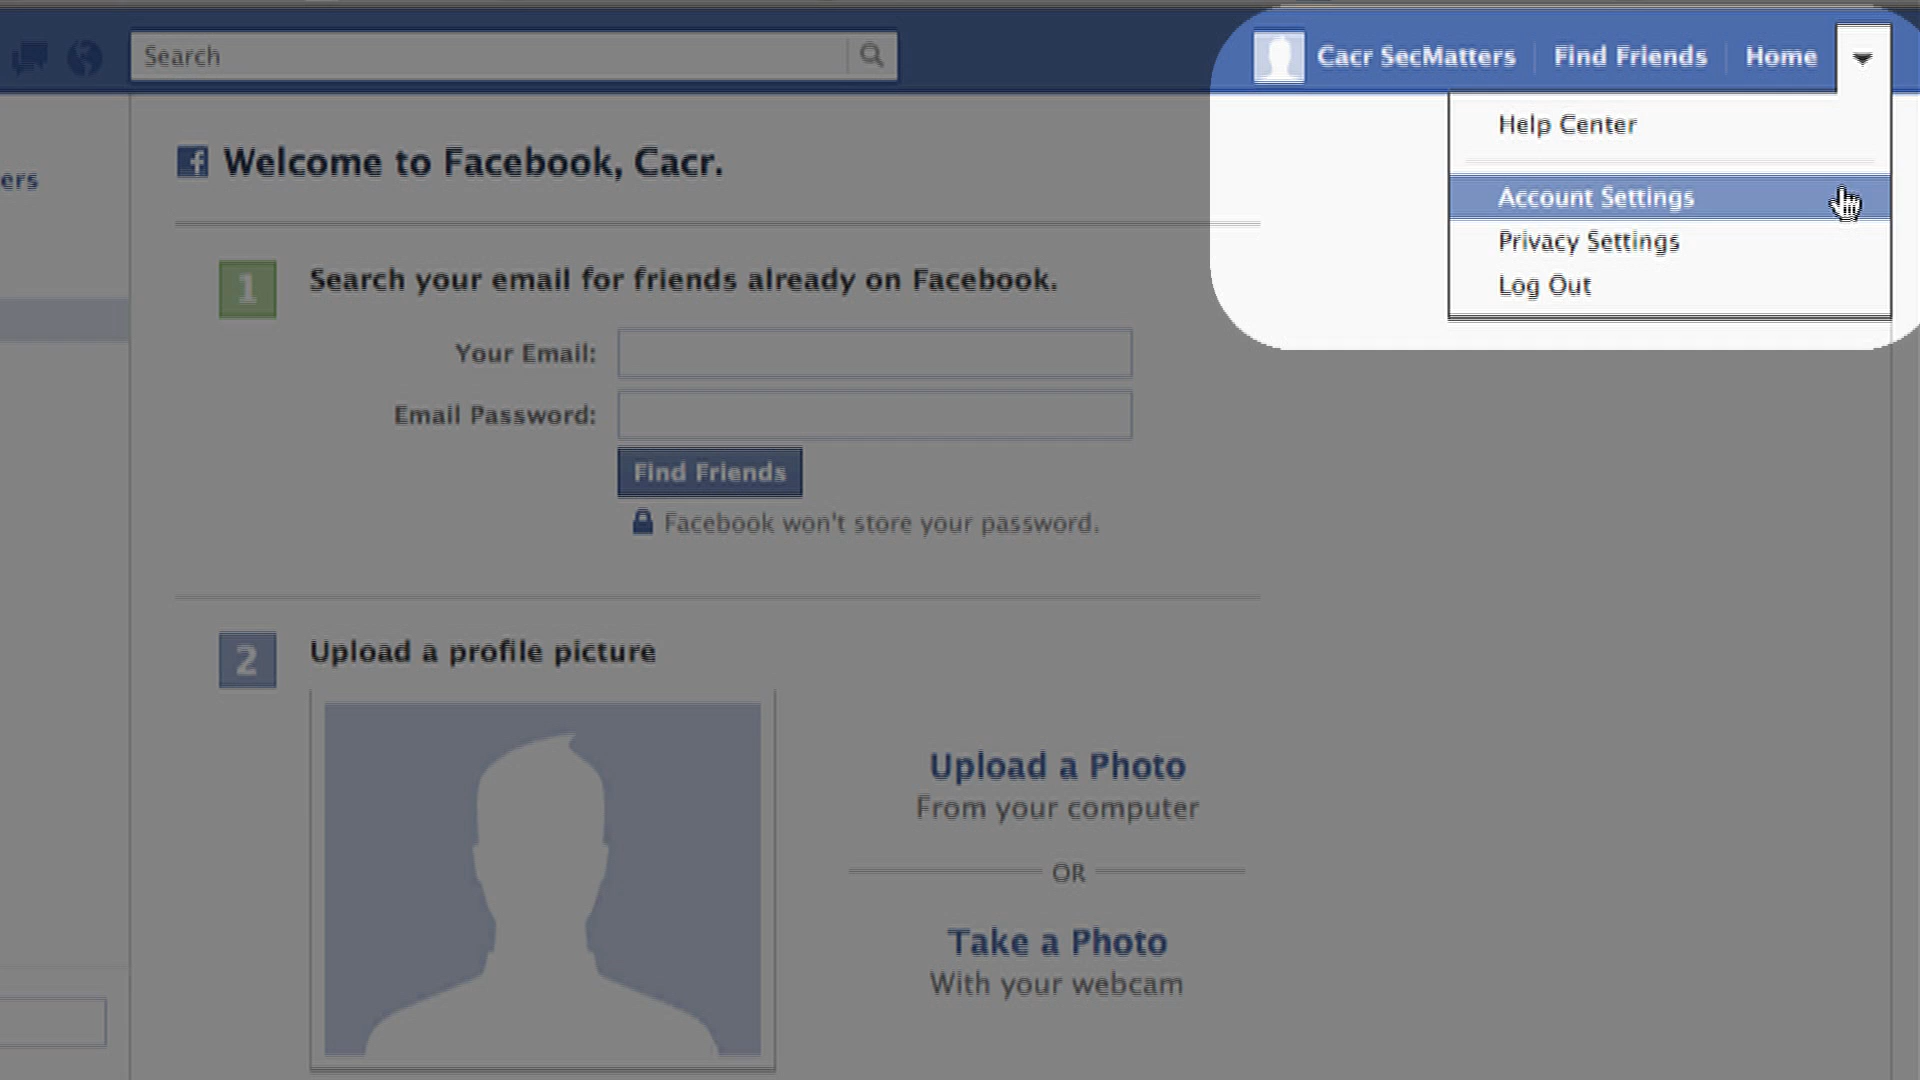 Search
Cacr SecMatters
Find Friends
Home
Help Center
Account Settings
Privacy Settings
Log Out
ers
Welcome to Facebook, Cacr.
1
Search your email for friends already on Facebook.
Your Email:
Email Password:
Find Friends
Facebook won't store your password.
2
Upload a profile picture
Upload a Photo
From your computer
OR
Take a Photo
With your webcam